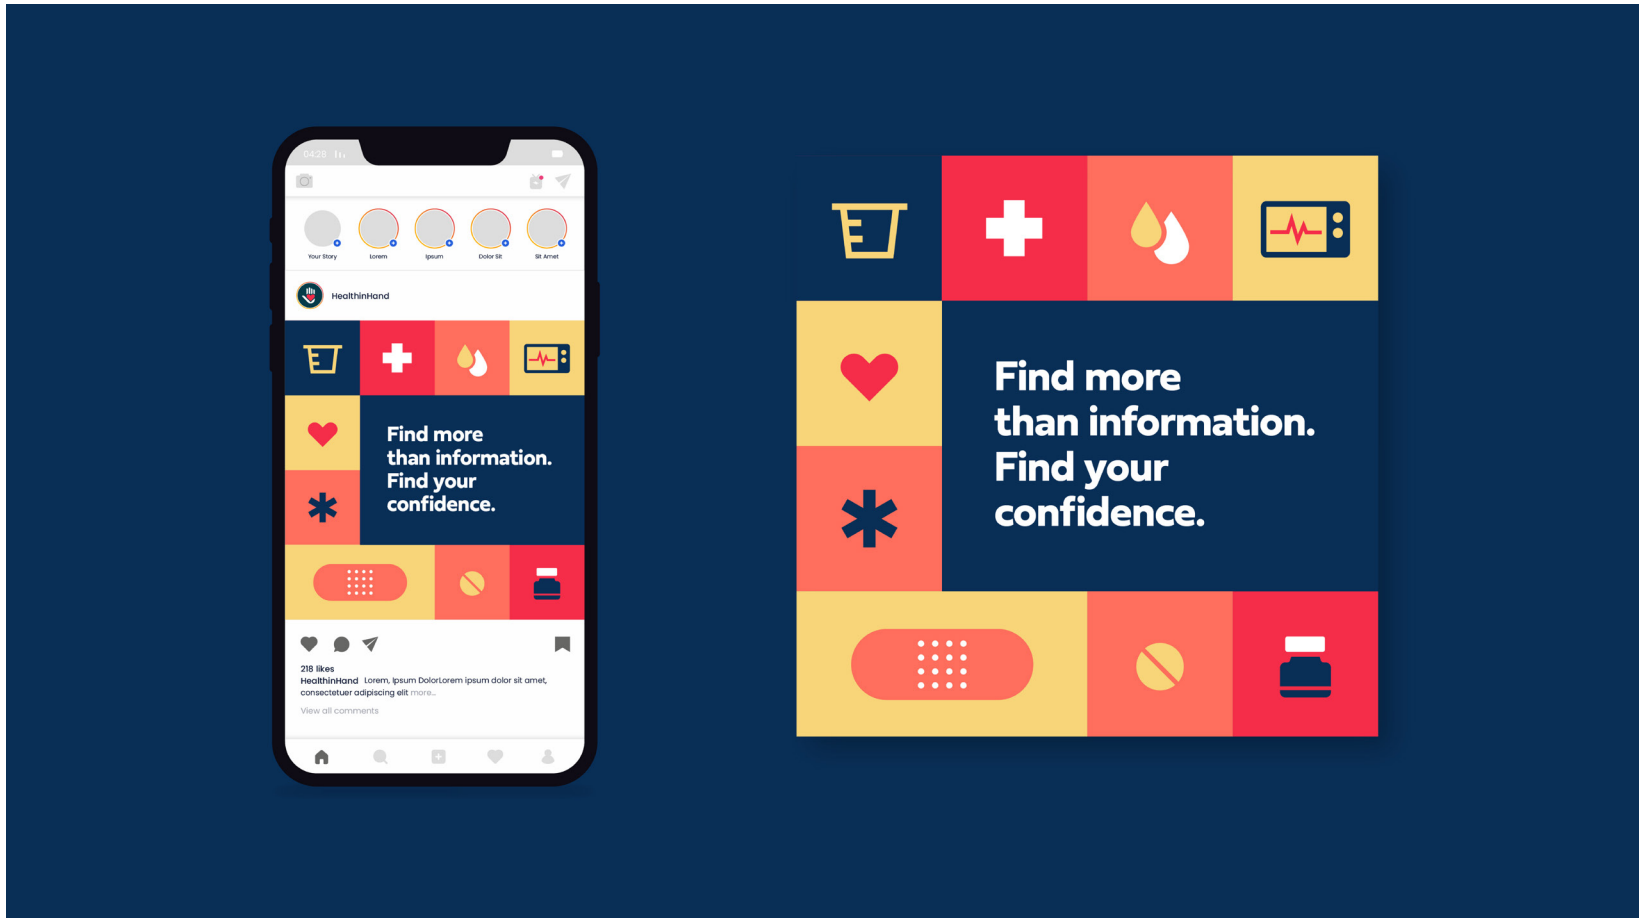 04:28
Your Story
Lorem
Ipsum
Dolor Sit
Sit Amet
HealthinHand
Find more
than information.
Find your
confidence.
218 likes
HealthinHand Lorem, Ipsum DolorLorem ipsum dolor sit amet,
consectetuer adipiscing elit more...
View all comments
Find more
than information.
Find your
confidence.